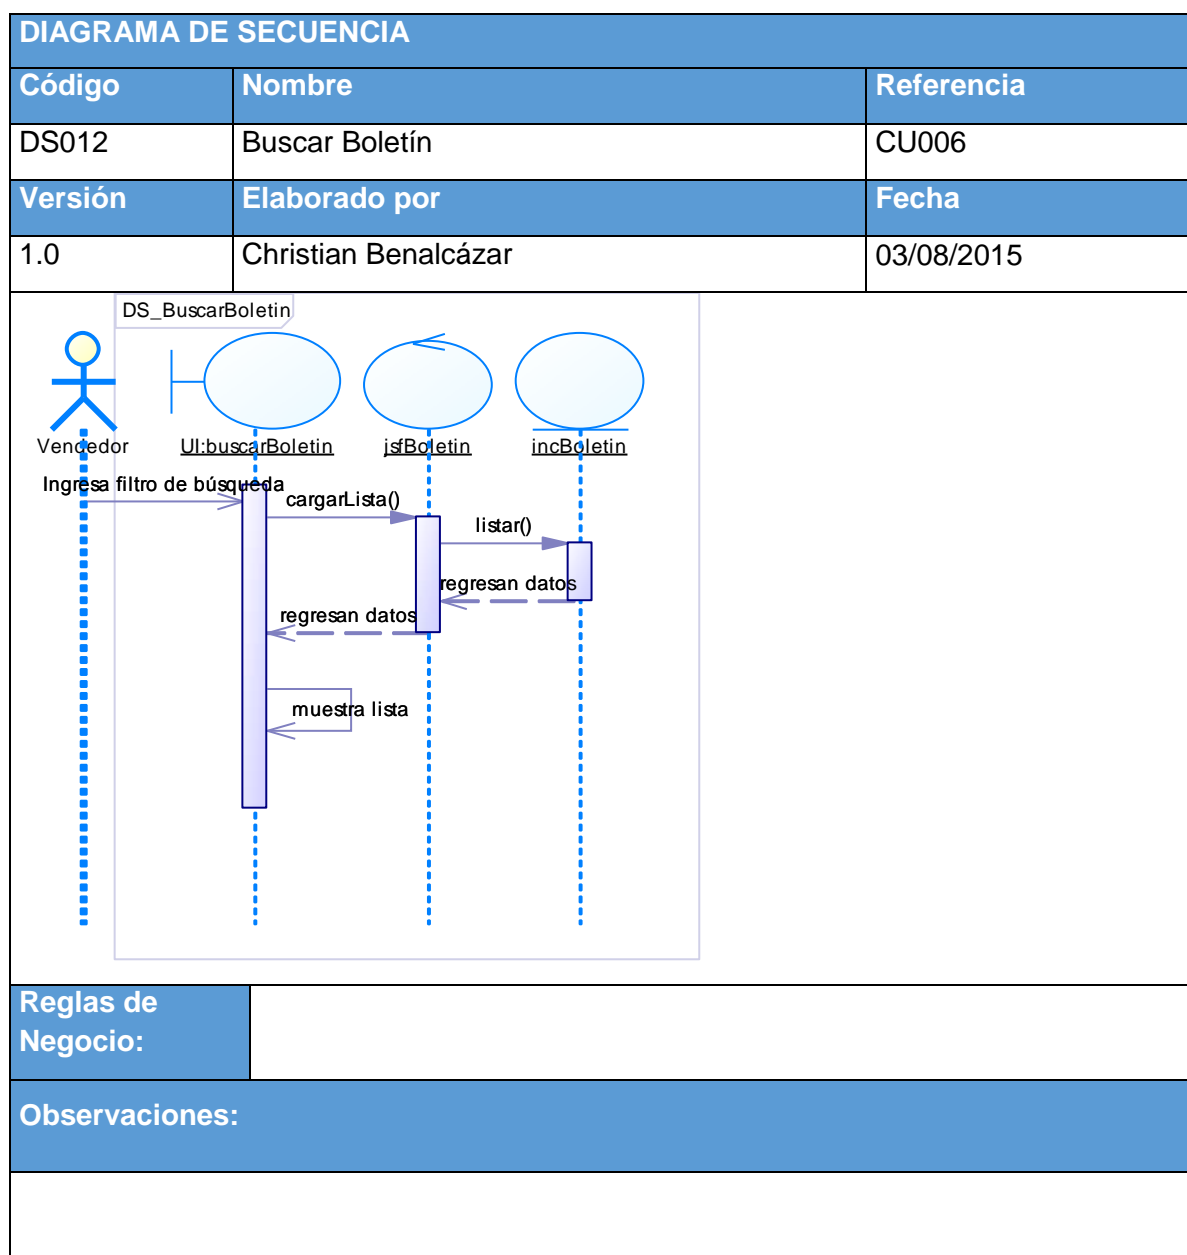 DIAGRAMA DE SECUENCIA
Código Nombre Referencia
DS012 Buscar Boletín CU006
Versión Elaborado por Fecha
1.0 Christian Benalcázar 03/08/2015
DS_BuscarBoletin
Vendedor UI:buscarBoletin jsfBoletin incBoletin
Ingresa filtro de búsqueda
cargarLista()
listar()
regresan datos
regresan datos
muestra lista
Reglas de
Negocio:
Observaciones: